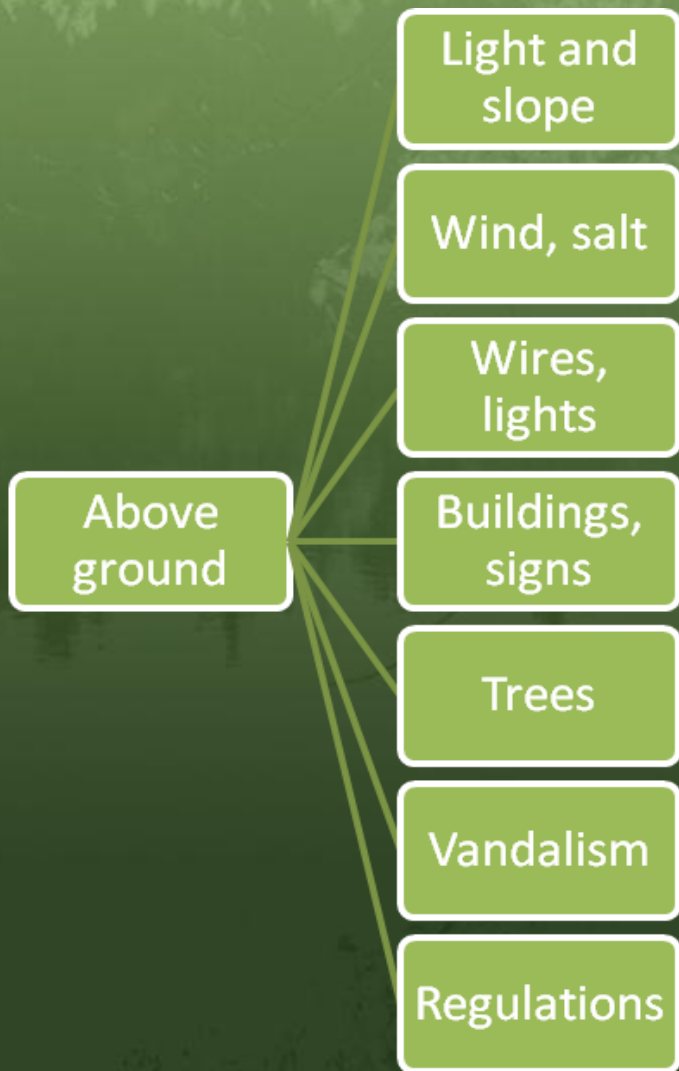 Light and
slope
Wind, salt
Wires,
lights
Above
ground
Buildings,
signs
Trees
Vandalism
Regulations